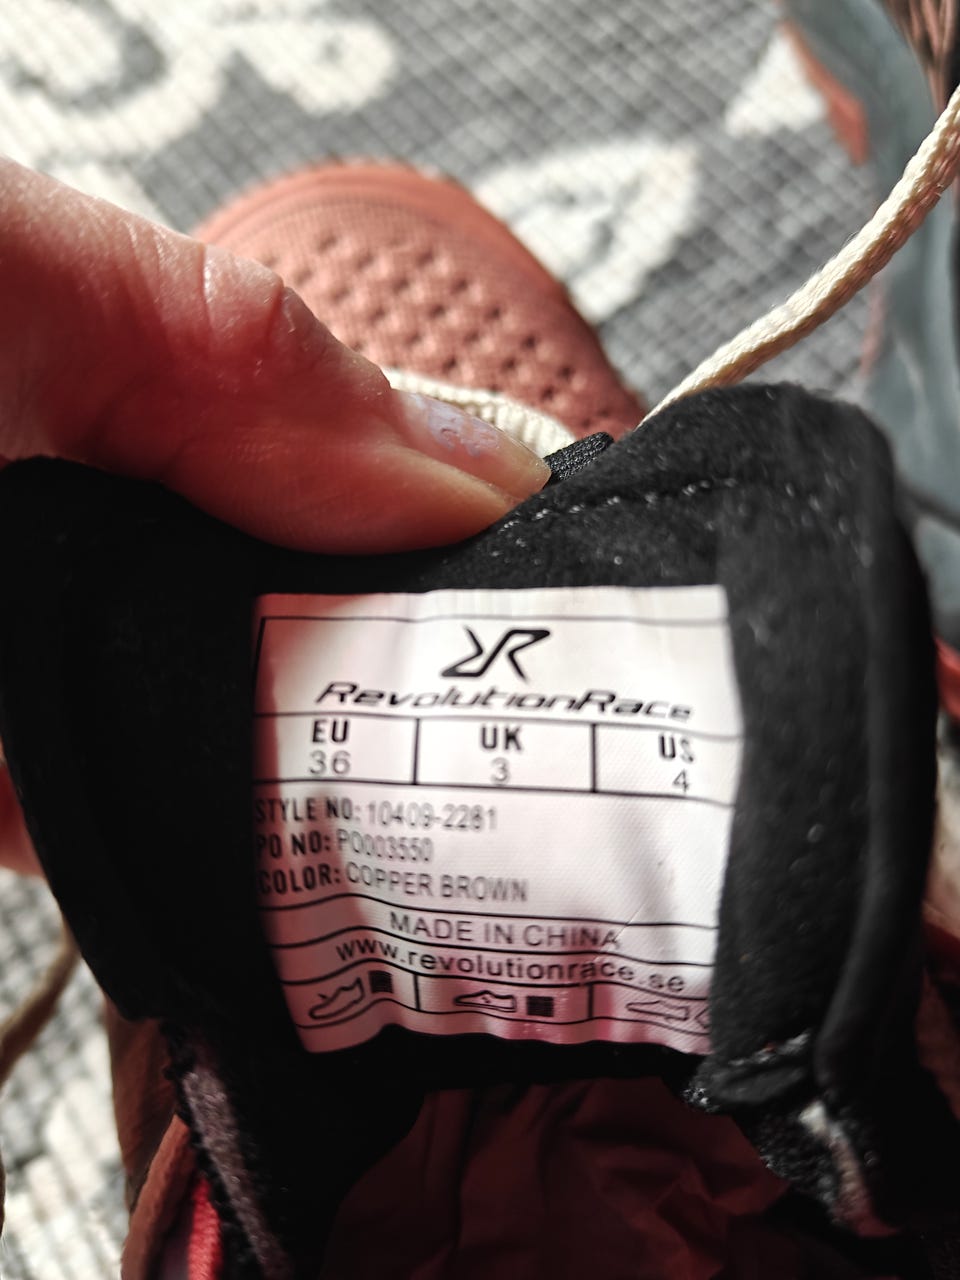 RevolutionRace
EU UK US
36 3 4
STYLE NO: 10409-2281
PO NO: PO003550
COLOR: COPPER BROWN
MADE IN CHINA
www.revolutionrace.se